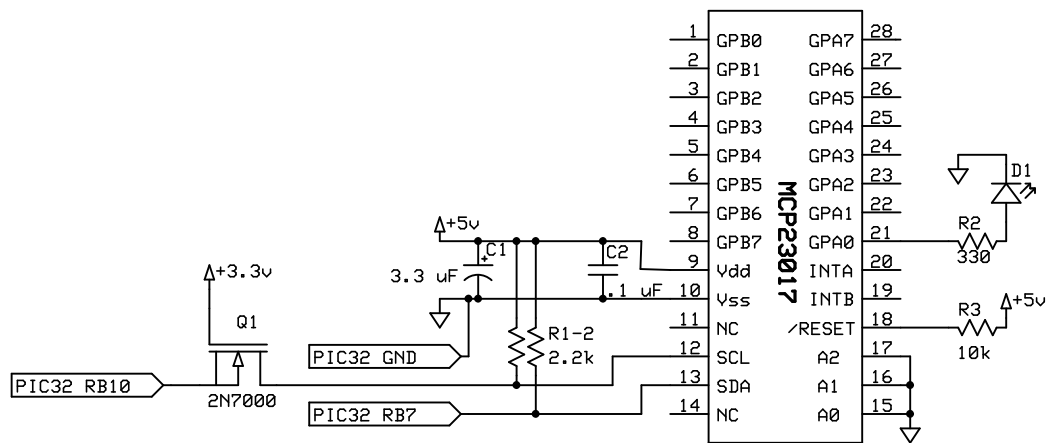 1 GPB0 GPA7 28
2 GPB1 GPA6 27
3 GPB2 GPA5 26
4 GPB3 GPA4 25
5 GPB4 GPA3 24
6 GPB5 GPA2 23
7 GPB6 GPA1 22
8 GPB7 GPA0 21
9 Vdd INTA 20
10 Vss INTB 19
11 NC /RESET 18
12 SCL A2 17
13 SDA A1 16
14 NC A0 15
MCP23017
D1
R2
330
R3
+5v
10k
+5v
C1
+
3.3 uF
C2
.1 uF
+3.3v
Q1
2N7000
R1-2
2.2k
PIC32 GND
PIC32 RB10
PIC32 RB7